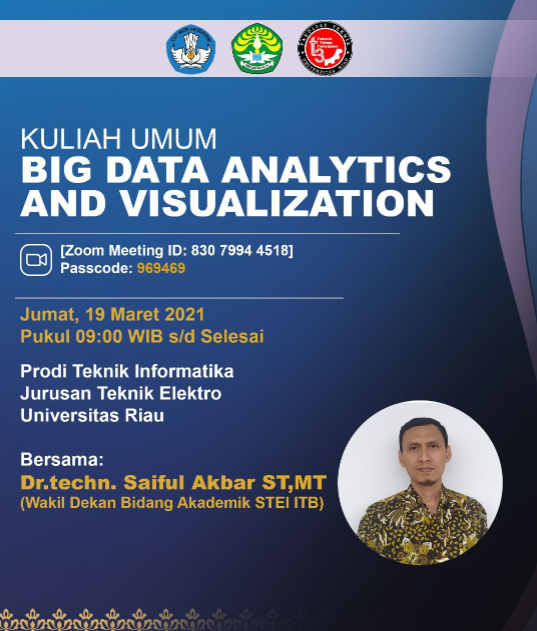 KULIAH UMUM
BIG DATA ANALYTICS
AND VISUALIZATION
[Zoom Meeting ID: 830 7994 4518]
Passcode: 969469
Jumat, 19 Maret 2021
Pukul 09:00 WIB s/d Selesai
Prodi Teknik Informatika
Jurusan Teknik Elektro
Universitas Riau
Bersama:
Dr.techn. Saiful Akbar ST,MT
(Wakil Dekan Bidang Akademik STEI ITB)